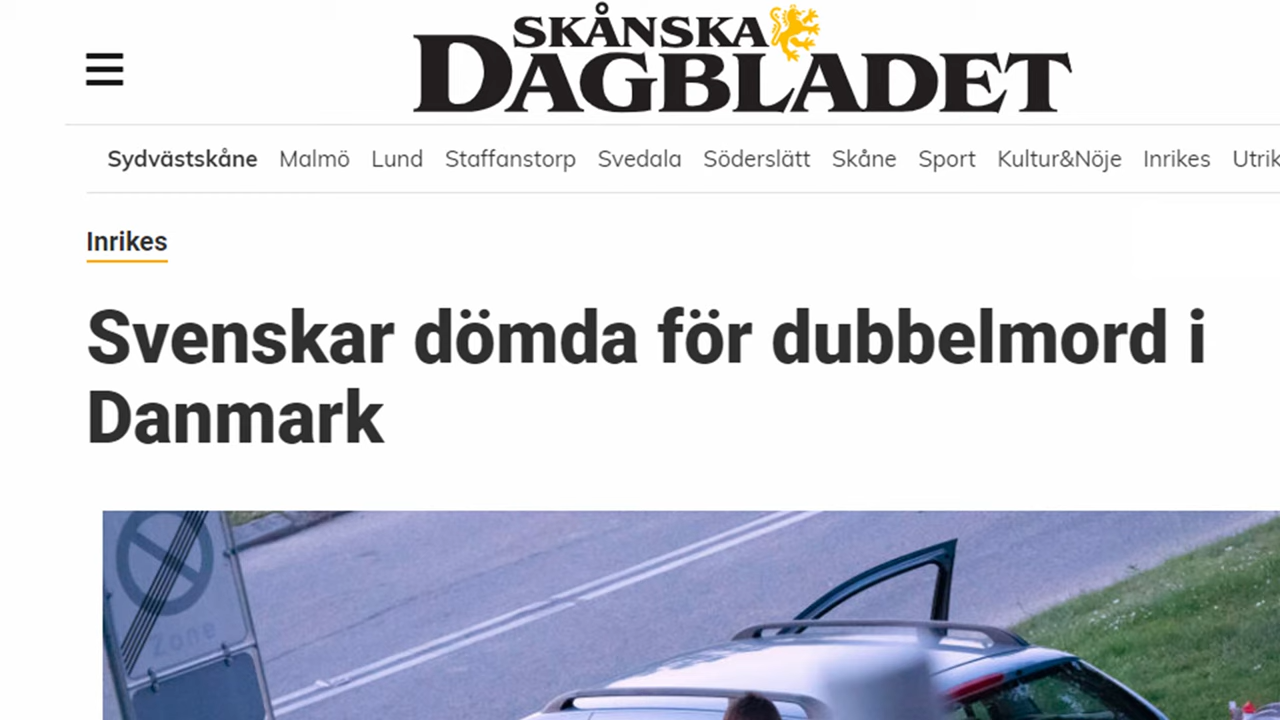 SKÅNSKA
DAGBLADET
Sydvästskåne Malmö Lund Staffanstorp Svedala Söderslätt Skåne Sport Kultur&Nöje Inrikes Utrik
Inrikes
Svenskar dömda för dubbelmord i
Danmark
Zone